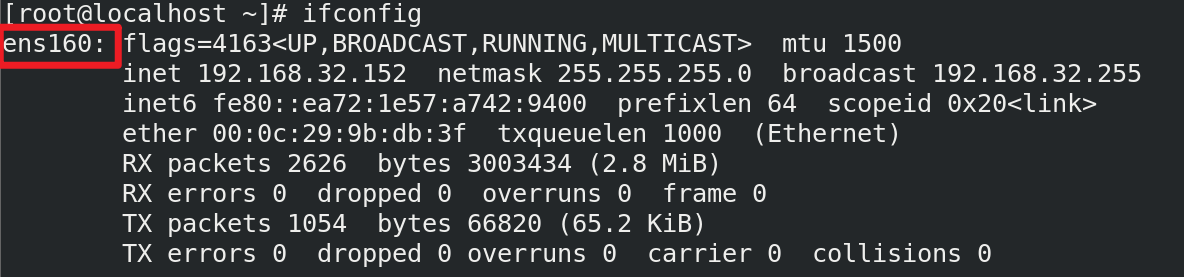 [root@localhost ~]# ifconfig
ens160: flags=4163<UP,BROADCAST,RUNNING,MULTICAST>  mtu 1500
        inet 192.168.32.152  netmask 255.255.255.0  broadcast 192.168.32.255
        inet6 fe80::ea72:1e57:a742:9400  prefixlen 64  scopeid 0x20<link>
        ether 00:0c:29:9b:db:3f  txqueuelen 1000  (Ethernet)
        RX packets 2626  bytes 3003434 (2.8 MiB)
        RX errors 0  dropped 0  overruns 0  frame 0
        TX packets 1054  bytes 66820 (65.2 KiB)
        TX errors 0  dropped 0 overruns 0  carrier 0  collisions 0